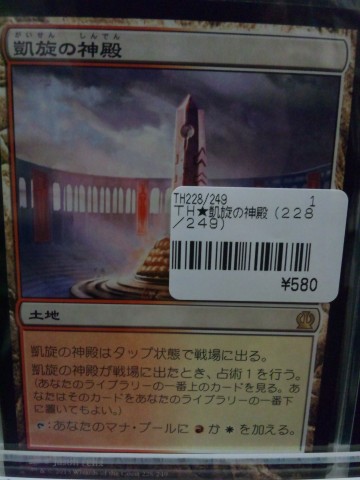 がいせん しんでん
凱旋の神殿
TH228/249 1
TH★凱旋の神殿(228
/249)
¥580
土地
凱旋の神殿はタップ状態で戦場に出る。
凱旋の神殿が戦場に出たとき、占術1を行う。
(あなたのライブラリーの一番上のカードを見る。あな
たはそのカードをあなたのライブラリーの一番下
に置いてもよい。)
:あなたのマナ・プールに か を加える。